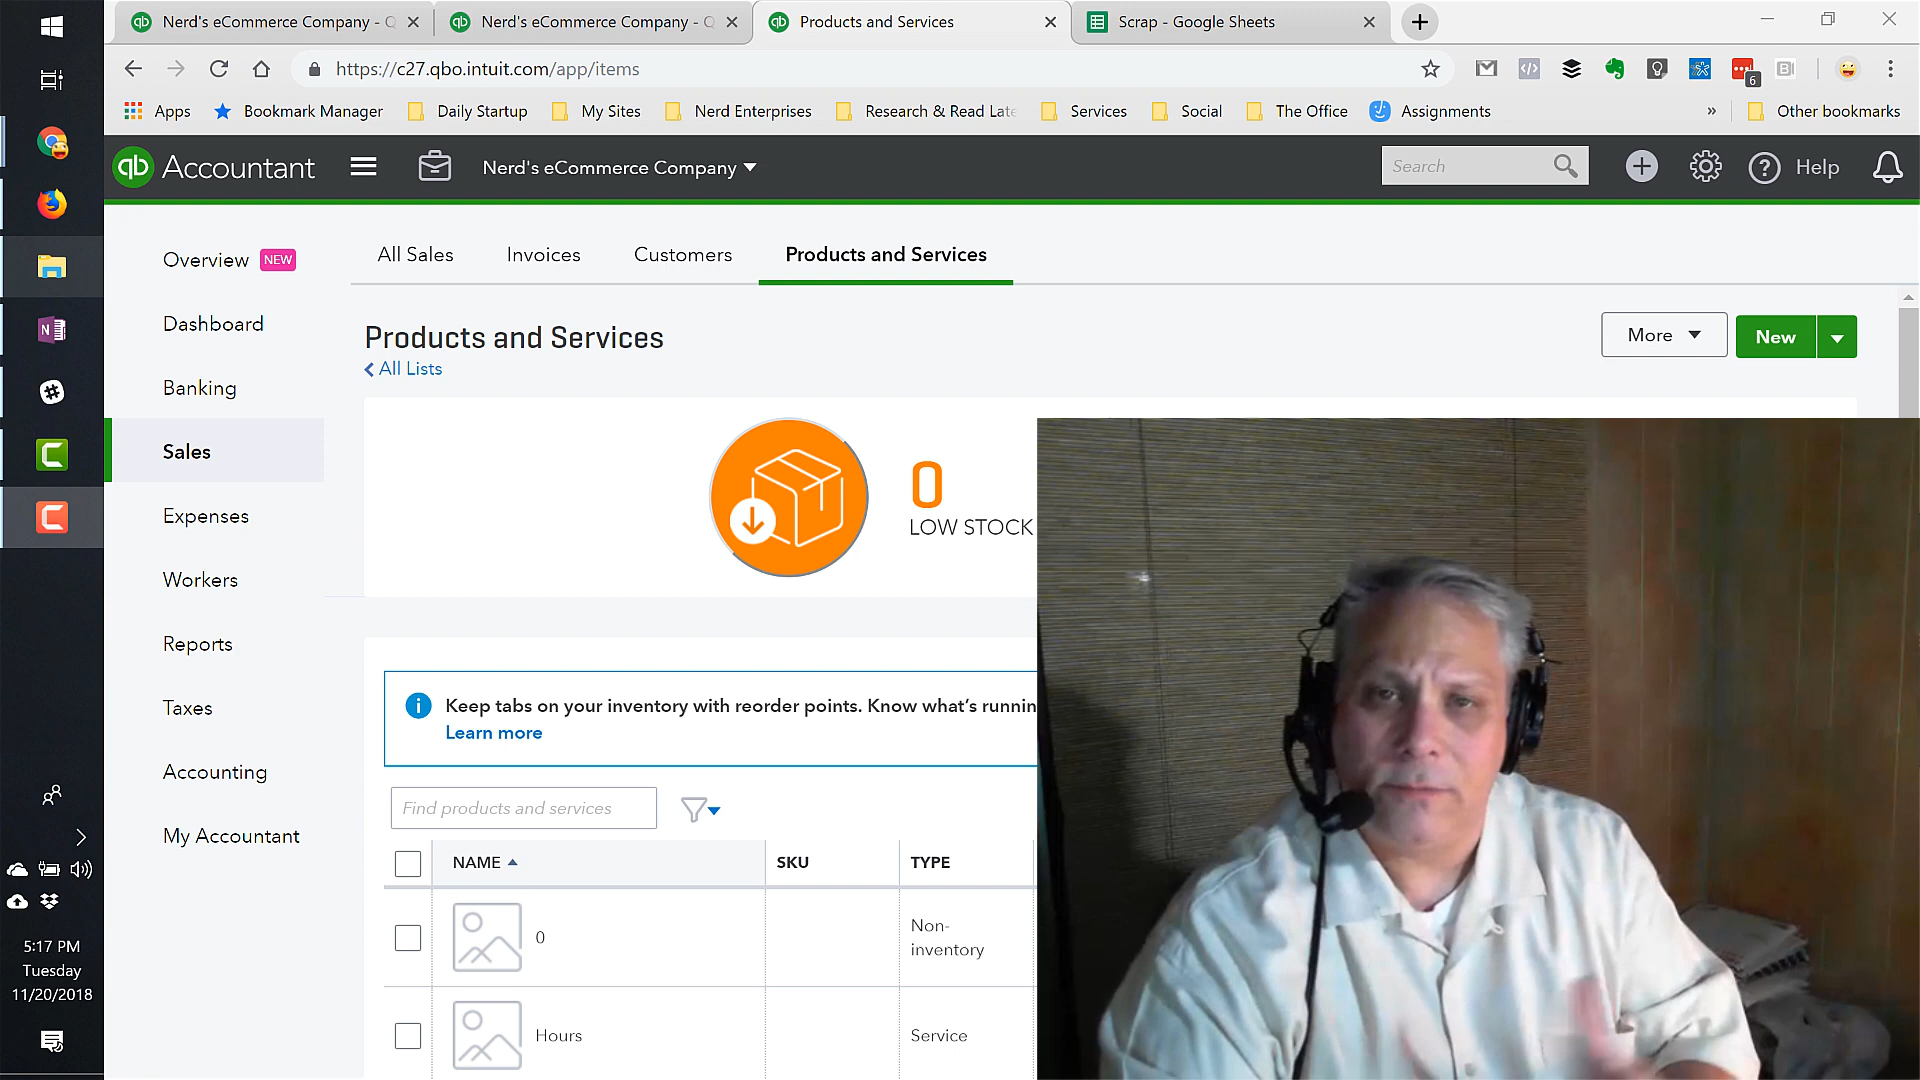 Nerd's eCommerce Company - Q
Nerd's eCommerce Company - Q
Products and Services
Scrap - Google Sheets
https://c27.qbo.intuit.com/app/items
6
Apps
Bookmark Manager
Daily Startup
My Sites
Nerd Enterprises
Research & Read Late
Services
Social
The Office
Assignments
»
Other bookmarks
qb Accountant
Nerd's eCommerce Company
Search
Help
Overview NEW
Dashboard
Banking
Sales
Expenses
Workers
Reports
Taxes
Accounting
My Accountant
All Sales
Invoices
Customers
Products and Services
Products and Services
All Lists
More
New
0
LOW STOCK
Keep tabs on your inventory with reorder points. Know what's runnin
Learn more
Find products and services
NAME
SKU
TYPE
0
Non-
inventory
Hours
Service
5:17 PM
Tuesday
11/20/2018